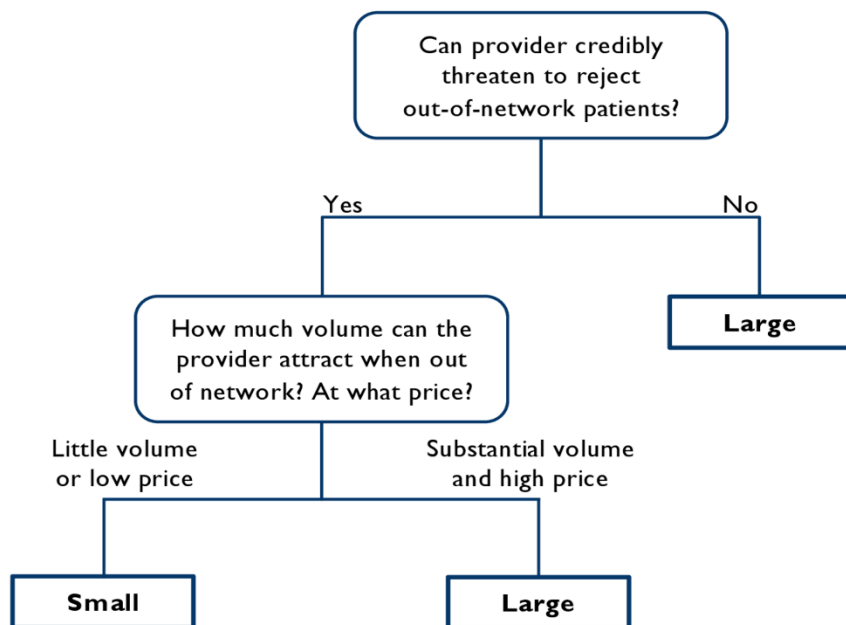 Can provider credibly
threaten to reject
out-of-network patients?
Yes
No
How much volume can the
provider attract when out
of network? At what price?
Large
Little volume
or low price
Substantial volume
and high price
Small
Large